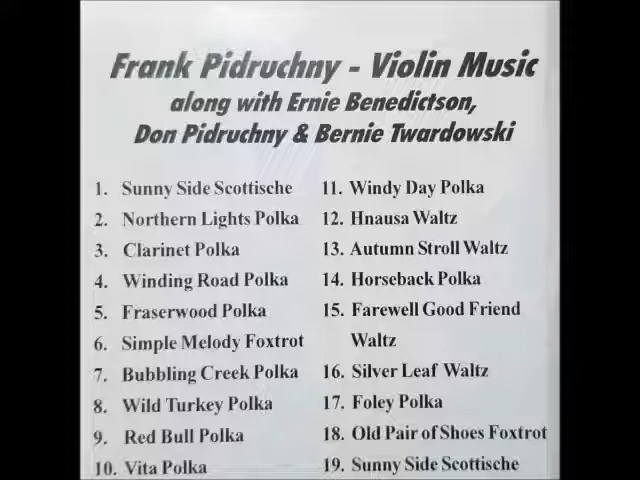 Frank Pidruchny - Violin Music
along with Ernie Benedictson,
Don Pidruchny & Bernie Twardowski
1. Sunny Side Scottische
2. Northern Lights Polka
3. Clarinet Polka
4. Winding Road Polka
5. Fraserwood Polka
6. Simple Melody Foxtrot
7. Bubbling Creek Polka
8. Wild Turkey Polka
9. Red Bull Polka
10. Vita Polka
11. Windy Day Polka
12. Hnausa Waltz
13. Autumn Stroll Waltz
14. Horseback Polka
15. Farewell Good Friend
Waltz
16. Silver Leaf Waltz
17. Foley Polka
18. Old Pair of Shoes Foxtrot
19. Sunny Side Scottische